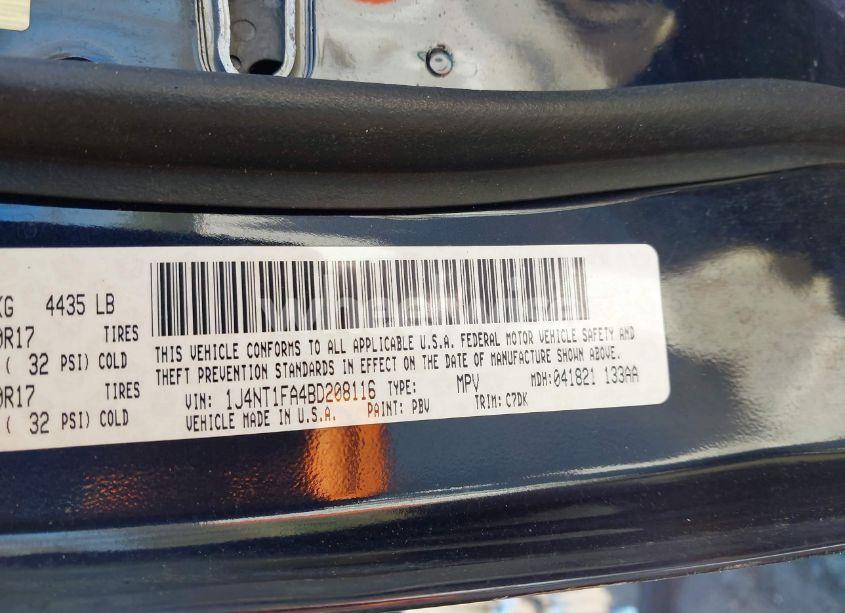 KG 4435 LB
0R17 TIRES
( 32 PSI) COLD
0R17 TIRES
( 32 PSI) COLD
THIS VEHICLE CONFORMS TO ALL APPLICABLE U.S.A. FEDERAL MOTOR VEHICLE SAFETY AND
THEFT PREVENTION STANDARDS IN EFFECT ON THE DATE OF MANUFACTURE SHOWN ABOVE.
VIN: 1J4NT1FA4BD208116 TYPE: MPV MDH:041821 133AA
VEHICLE MADE IN U.S.A. PAINT: PBV TRIM: C7DK